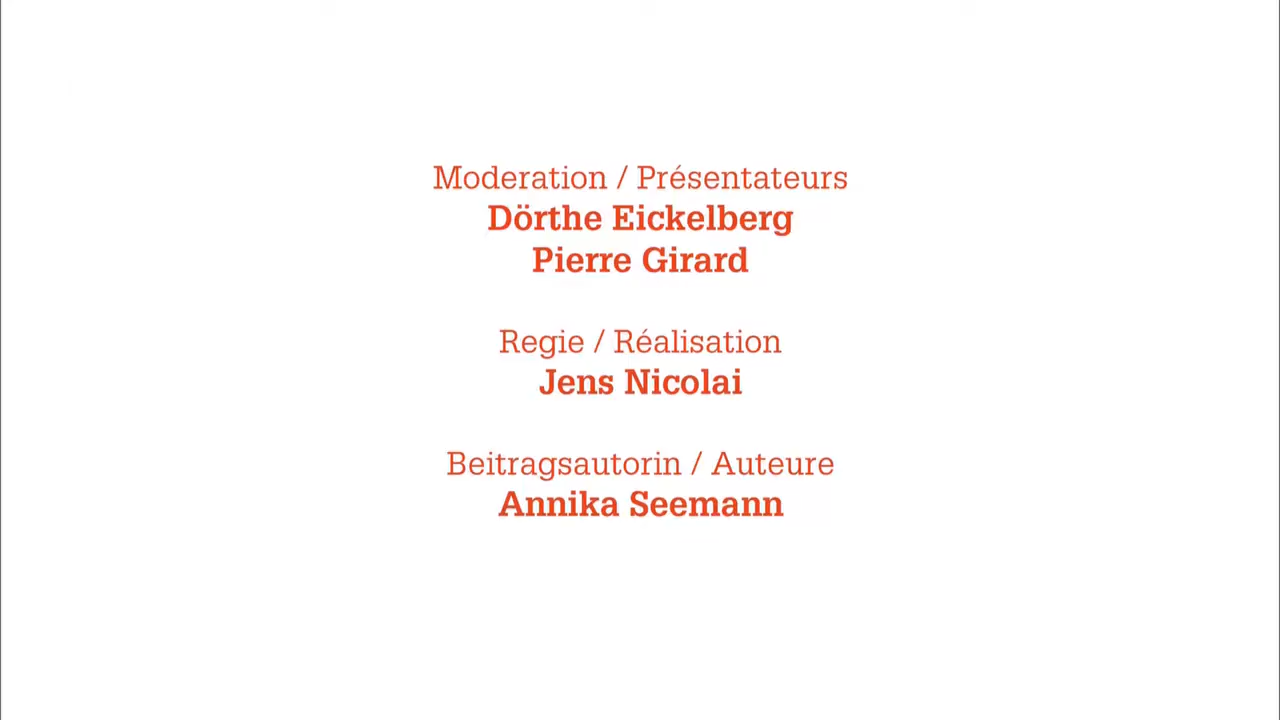 Moderation / Présentateurs
Dörthe Eickelberg
Pierre Girard
Regie / Réalisation
Jens Nicolai
Beitragsautorin / Auteure
Annika Seemann